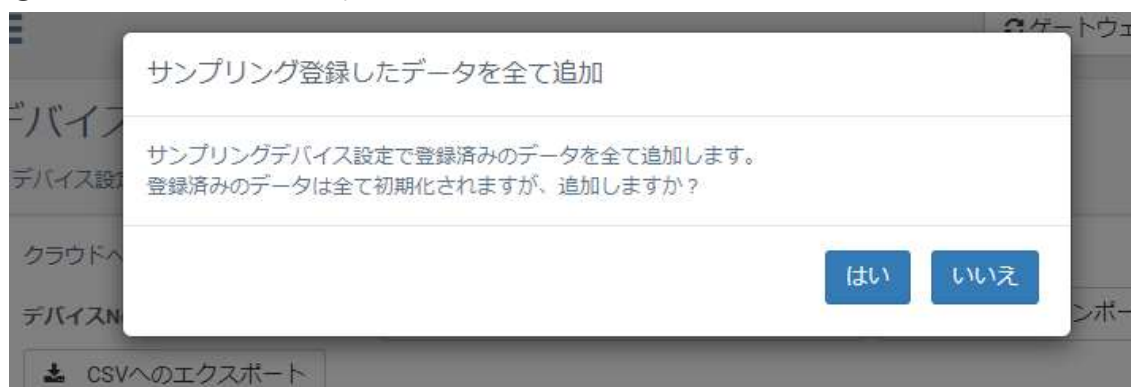 ゲートウェ
サンプリング登録したデータを全て追加
デバイス
サンプリングデバイス設定で登録済みのデータを全て追加します。
デバイス設定
登録済みのデータは全て初期化されますが、追加しますか？
クラウドへ
はい
いいえ
デバイスN
ンポー
CSVへのエクスポート